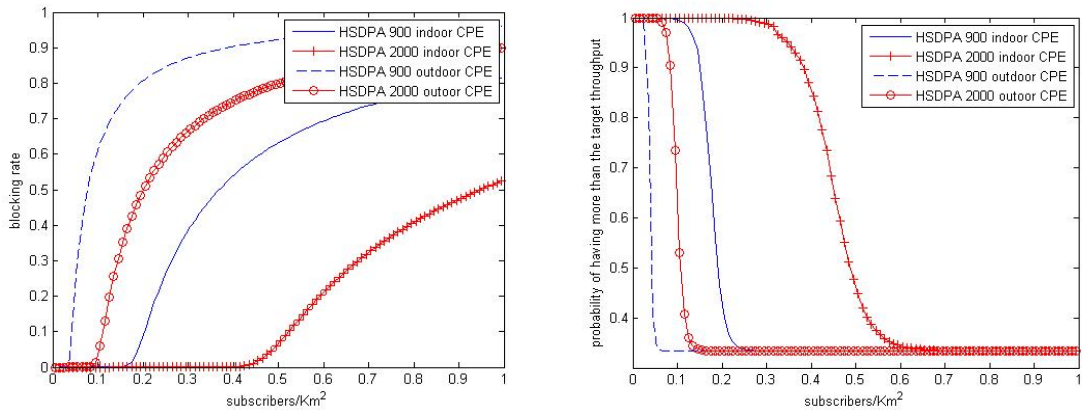 1
0.9
0.8
0.7
0.6
0.5
0.4
0.3
0.2
0.1
0
blocking rate
HSDPA 900 indoor CPE
HSDPA 2000 indoor CPE
HSDPA 900 outdoor CPE
HSDPA 2000 outoor CPE
0 0.1 0.2 0.3 0.4 0.5 0.6 0.7 0.8 0.9 1
subscribers/Km²
1
0.9
0.8
0.7
0.6
0.5
0.4
probability of having more than the target throughput
HSDPA 900 indoor CPE
HSDPA 2000 indoor CPE
HSDPA 900 outdoor CPE
HSDPA 2000 outoor CPE
0 0.1 0.2 0.3 0.4 0.5 0.6 0.7 0.8 0.9 1
subscribers/Km²